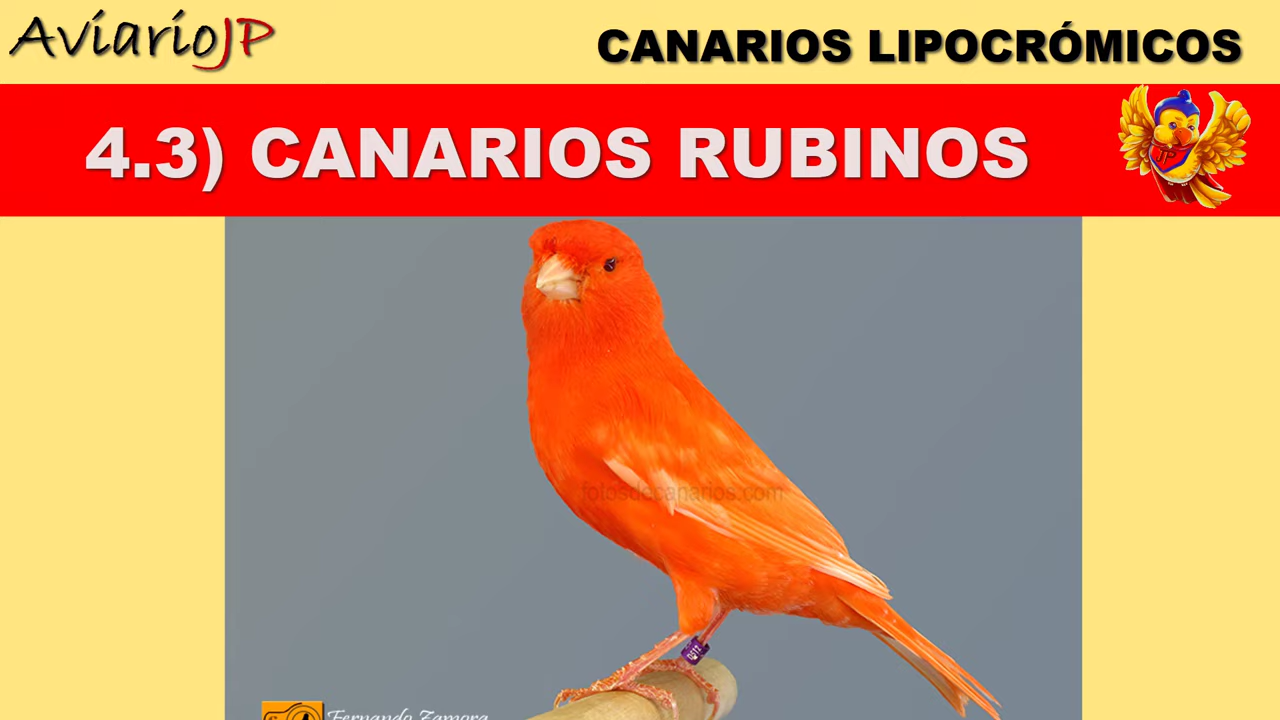 AviarioJP
CANARIOS LIPOCRÓMICOS
4.3) CANARIOS RUBINOS
fotosdecanarios.com
Fernando Zamora